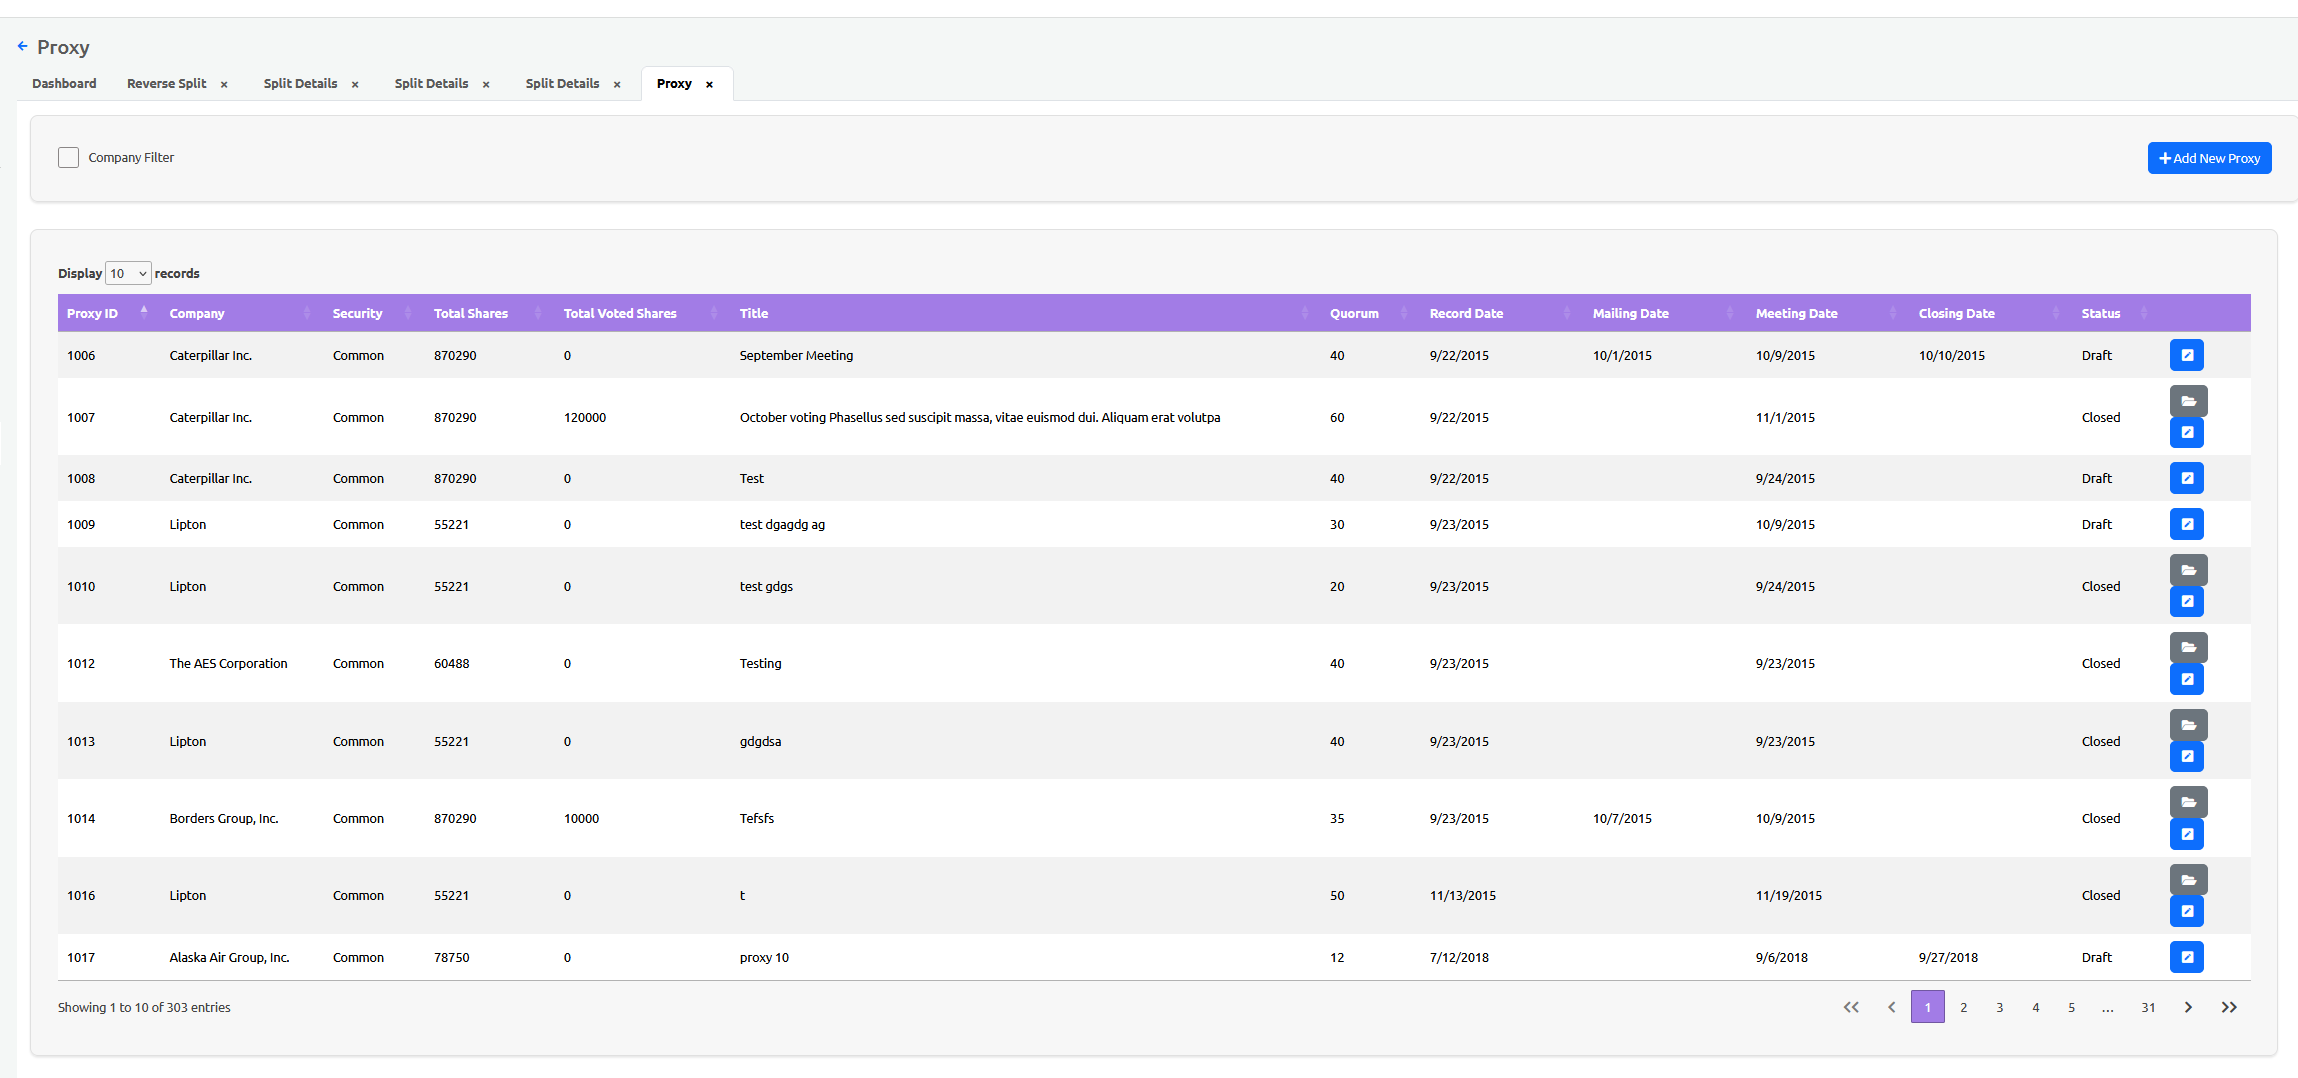 Proxy
Dashboard Reverse Split × Split Details × Split Details × Split Details × Proxy ×
Company Filter
Add New Proxy
Display 10 records
Proxy ID Company Security Total Shares Total Voted Shares Title Quorum Record Date Mailing Date Meeting Date Closing Date Status
1006 Caterpillar Inc. Common 870290 0 September Meeting 40 9/22/2015 10/1/2015 10/9/2015 10/10/2015 Draft
1007 Caterpillar Inc. Common 870290 120000 October voting Phasellus sed suscipit massa, vitae euismod dui. Aliquam erat volutpa 60 9/22/2015 11/1/2015 Closed
1008 Caterpillar Inc. Common 870290 0 Test 40 9/22/2015 9/24/2015 Draft
1009 Lipton Common 55221 0 test dgagdg ag 30 9/23/2015 10/9/2015 Draft
1010 Lipton Common 55221 0 test gdgs 20 9/23/2015 9/24/2015 Closed
1012 The AES Corporation Common 60488 0 Testing 40 9/23/2015 9/23/2015 Closed
1013 Lipton Common 55221 0 gdgdsa 40 9/23/2015 9/23/2015 Closed
1014 Borders Group, Inc. Common 870290 10000 Tefsfs 35 9/23/2015 10/7/2015 10/9/2015 Closed
1016 Lipton Common 55221 0 t 50 11/13/2015 11/19/2015 Closed
1017 Alaska Air Group, Inc. Common 78750 0 proxy 10 12 7/12/2018 9/6/2018 9/27/2018 Draft
Showing 1 to 10 of 303 entries
1 2 3 4 5 ... 31